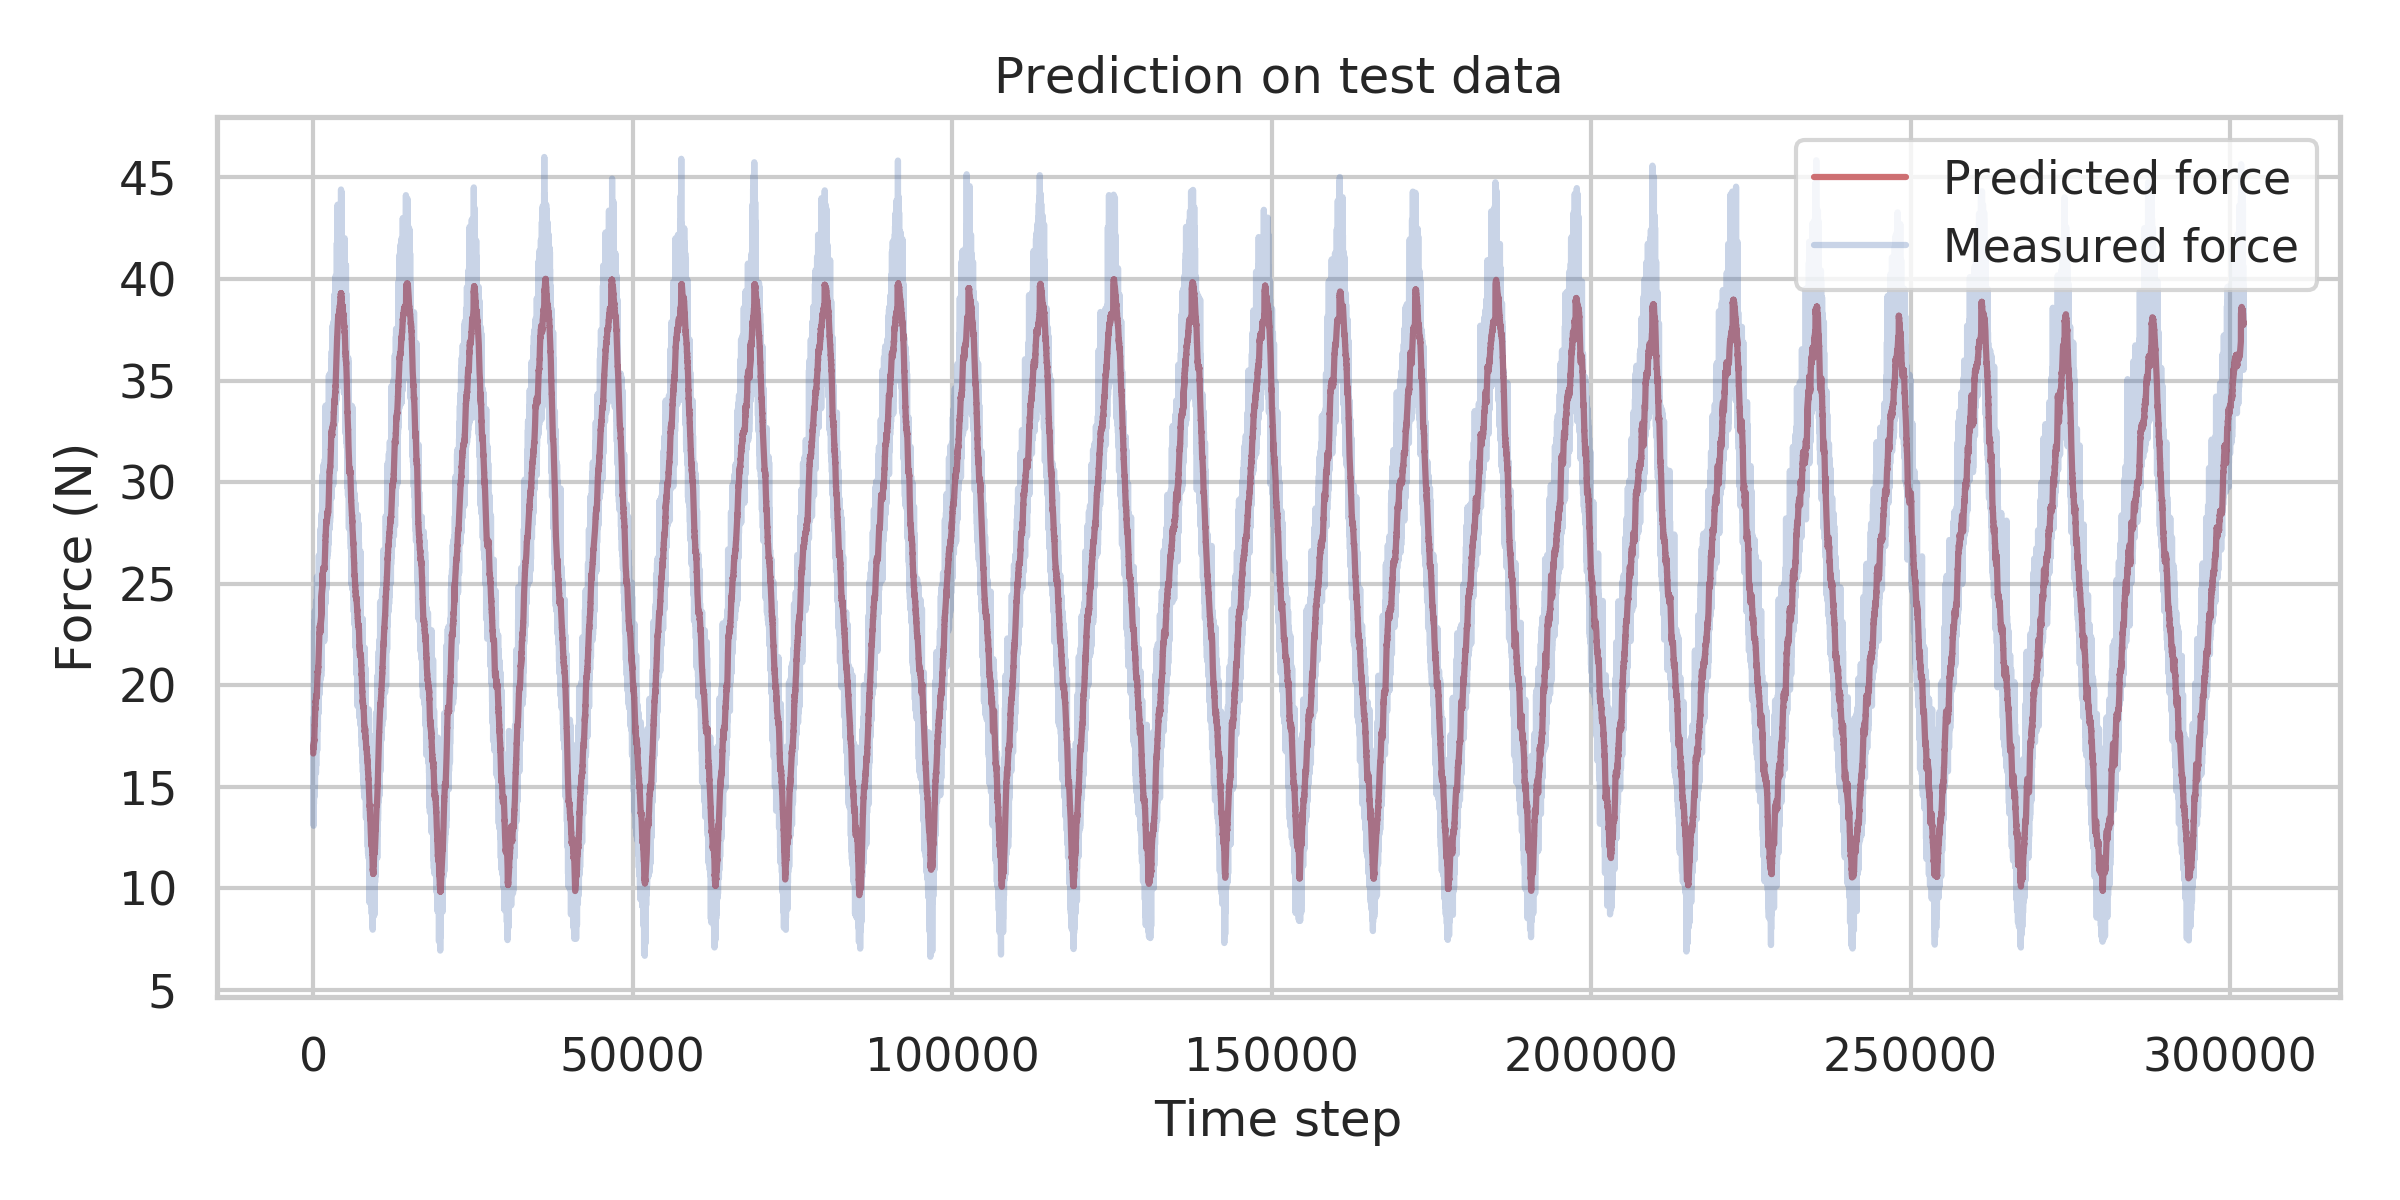 Prediction on test data
Predicted force
Measured force
45
40
35
30
25
20
15
10
5
Force (N)
0 50000 100000 150000 200000 250000 300000
Time step